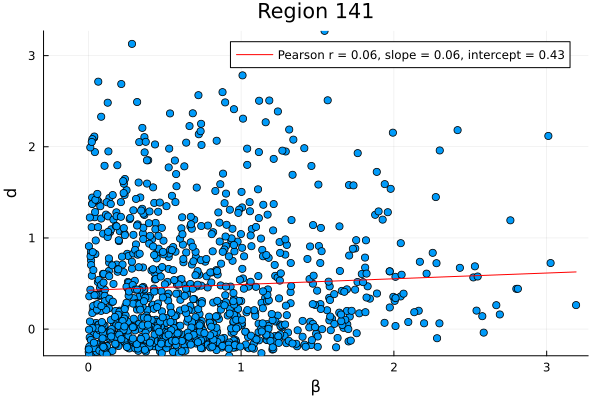 Region 141
Pearson r = 0.06, slope = 0.06, intercept = 0.43
3
2
1
0
d
0
1
2
3
β